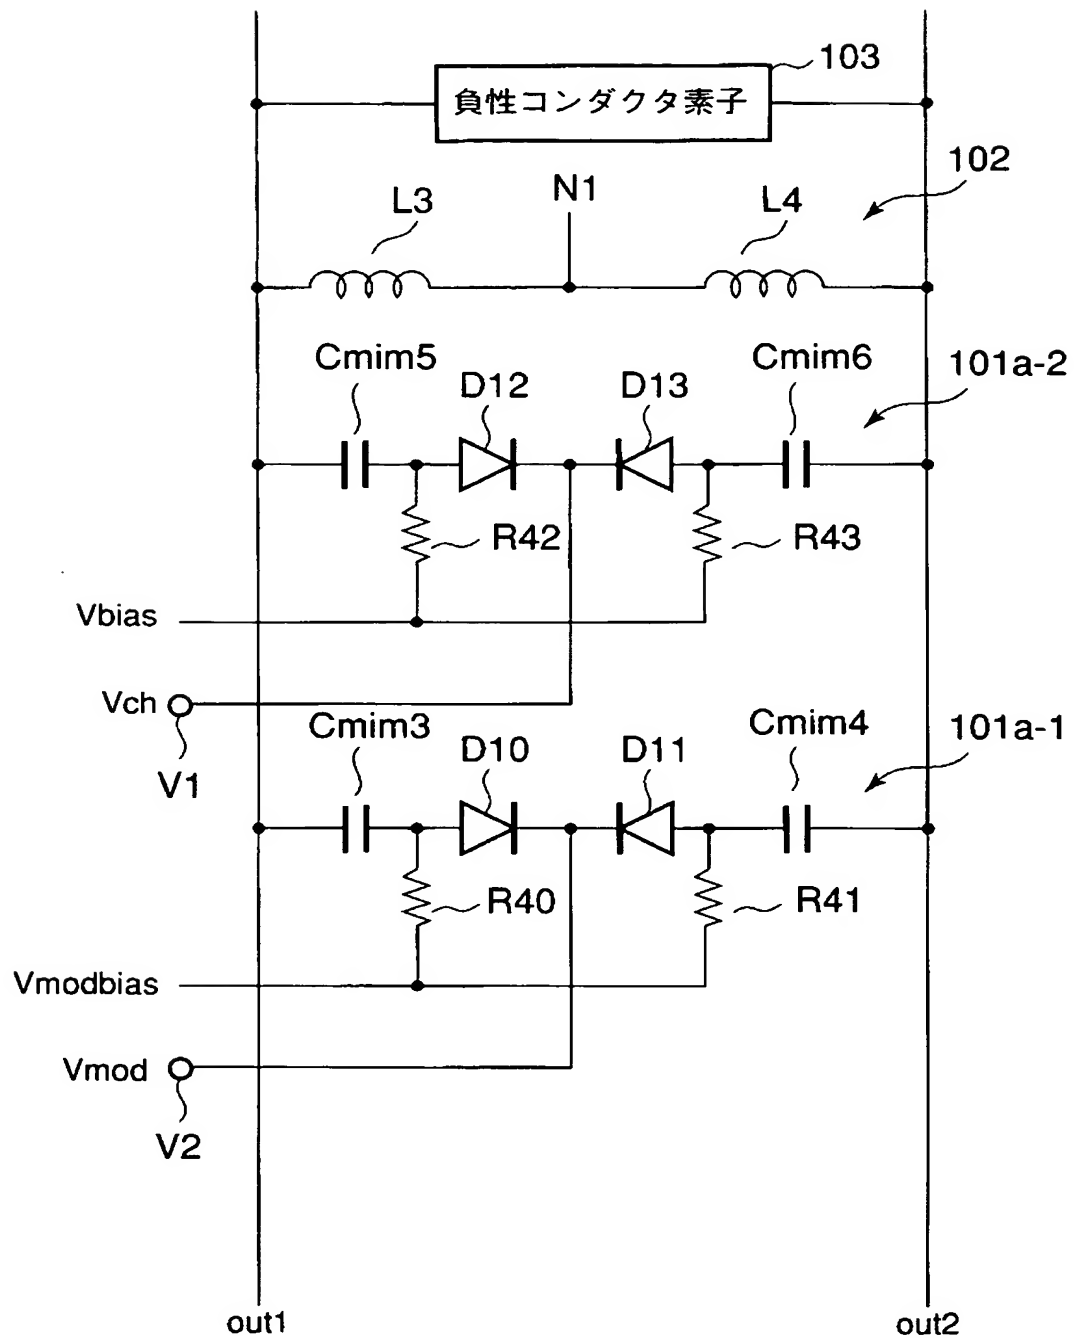 103
負性コンダクタ素子
102
N1
L3
L4
Cmim5
Cmim6
101a-2
D12
D13
R42
R43
Vbias
Vch
V1
Cmim3
Cmim4
101a-1
D10
D11
R40
R41
Vmodbias
Vmod
V2
out1
out2